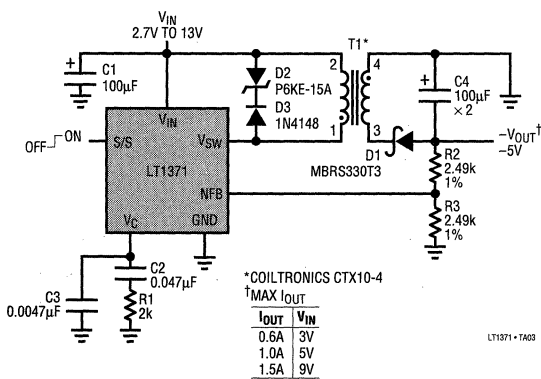 VIN
2.7V TO 13V
T1*
2
4
+
C1
100µF
D2
P6KE-15A
D3
1N4148
+
C4
100µF
× 2
1
3
VIN
ON
OFF
S/S
VSW
D1
MBRS330T3
–VOUT†
–5V
LT1371
R2
2.49k
1%
NFB
VC
GND
R3
2.49k
1%
C2
0.047µF
C3
0.0047µF
R1
2k
*COILTRONICS CTX10-4
†MAX IOUT
IOUT VIN
0.6A 3V
1.0A 5V
1.5A 9V
LT1371 • TA03